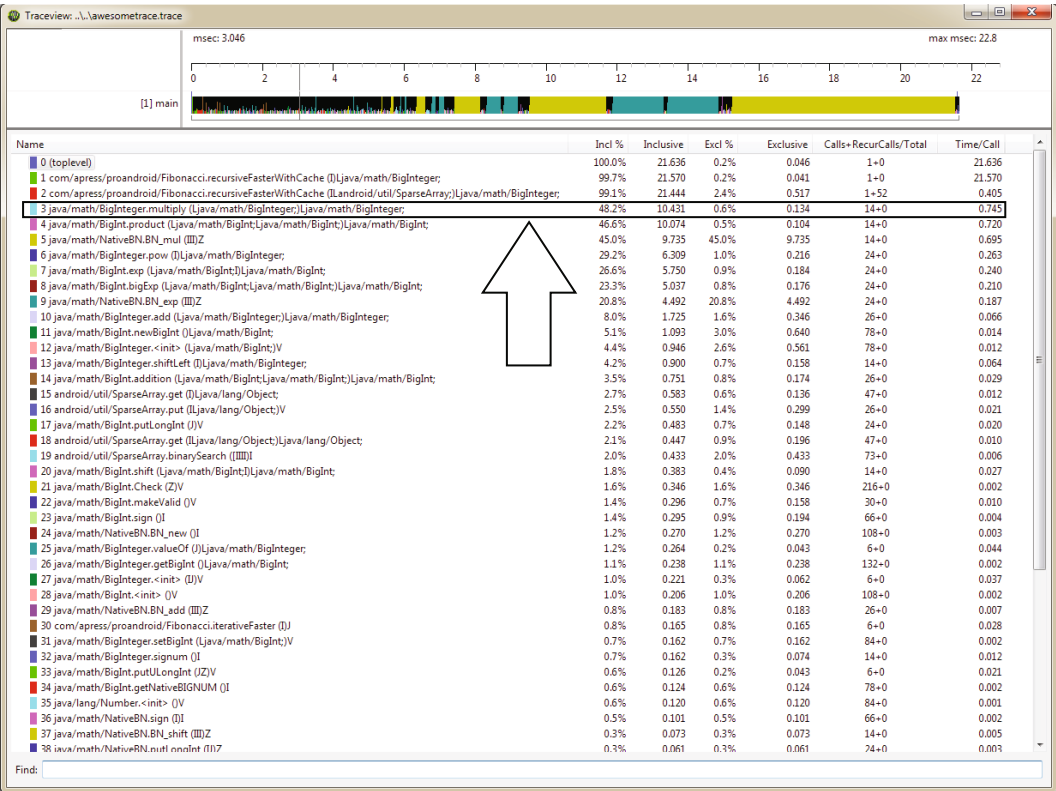 Traceview: ..\..\awesometrace.trace
msec: 3.046 max msec: 22.8
0 2 4 6 8 10 12 14 16 18 20 22
[1] main
Name Incl % Inclusive Excl % Exclusive Calls+RecurCalls/Total Time/Call
0 (toplevel) 100.0% 21.636 0.2% 0.046 1+0 21.636
1 com/apress/proandroid/Fibonacci.recursiveFasterWithCache (I)Ljava/math/BigInteger; 99.7% 21.570 0.2% 0.041 1+0 21.570
2 com/apress/proandroid/Fibonacci.recursiveFasterWithCache (ILandroid/util/SparseArray;)Ljava/math/BigInteger; 99.1% 21.444 2.4% 0.517 1+52 0.405
3 java/math/BigInteger.multiply (Ljava/math/BigInteger;)Ljava/math/BigInteger; 48.2% 10.431 0.6% 0.134 14+0 0.745
4 java/math/BigInt.product (Ljava/math/BigInt;Ljava/math/BigInt;)Ljava/math/BigInt; 46.6% 10.074 0.5% 0.104 14+0 0.720
5 java/math/NativeBN.BN_mul (III)Z 45.0% 9.735 45.0% 9.735 14+0 0.695
6 java/math/BigInteger.pow (I)Ljava/math/BigInteger; 29.2% 6.309 1.0% 0.216 24+0 0.263
7 java/math/BigInt.exp (Ljava/math/BigInt;I)Ljava/math/BigInt; 26.6% 5.750 0.9% 0.184 24+0 0.240
8 java/math/BigInt.bigExp (Ljava/math/BigInt;Ljava/math/BigInt;)Ljava/math/BigInt; 23.3% 5.037 0.8% 0.176 24+0 0.210
9 java/math/NativeBN.BN_exp (III)Z 20.8% 4.492 20.8% 4.492 24+0 0.187
10 java/math/BigInteger.add (Ljava/math/BigInteger;)Ljava/math/BigInteger; 8.0% 1.725 1.6% 0.346 26+0 0.066
11 java/math/BigInt.newBigInt ()Ljava/math/BigInt; 5.1% 1.093 3.0% 0.640 78+0 0.014
12 java/math/BigInteger.<init> (Ljava/math/BigInt;)V 4.4% 0.946 2.6% 0.561 78+0 0.012
13 java/math/BigInteger.shiftLeft (I)Ljava/math/BigInteger; 4.2% 0.900 0.7% 0.158 14+0 0.064
14 java/math/BigInt.addition (Ljava/math/BigInt;Ljava/math/BigInt;)Ljava/math/BigInt; 3.5% 0.751 0.8% 0.174 26+0 0.029
15 android/util/SparseArray.get (I)Ljava/lang/Object; 2.7% 0.583 0.6% 0.136 47+0 0.012
16 android/util/SparseArray.put (ILjava/lang/Object;)V 2.5% 0.550 1.4% 0.299 26+0 0.021
17 java/math/BigInt.putLongInt (J)V 2.2% 0.483 0.7% 0.148 24+0 0.020
18 android/util/SparseArray.get (ILjava/lang/Object;)Ljava/lang/Object; 2.1% 0.447 0.9% 0.196 47+0 0.010
19 android/util/SparseArray.binarySearch ([IIII)I 2.0% 0.433 2.0% 0.433 73+0 0.006
20 java/math/BigInt.shift (Ljava/math/BigInt;I)Ljava/math/BigInt; 1.8% 0.383 0.4% 0.090 14+0 0.027
21 java/math/BigInt.Check (Z)V 1.6% 0.346 1.6% 0.346 216+0 0.002
22 java/math/BigInt.makeValid ()V 1.4% 0.296 0.7% 0.158 30+0 0.010
23 java/math/BigInt.sign ()I 1.4% 0.295 0.9% 0.194 66+0 0.004
24 java/math/NativeBN.BN_new ()I 1.2% 0.270 1.2% 0.270 108+0 0.003
25 java/math/BigInteger.valueOf (J)Ljava/math/BigInteger; 1.2% 0.264 0.2% 0.043 6+0 0.044
26 java/math/BigInteger.getBigInt ()Ljava/math/BigInt; 1.1% 0.238 1.1% 0.238 132+0 0.002
27 java/math/BigInteger.<init> (IJ)V 1.0% 0.221 0.3% 0.062 6+0 0.037
28 java/math/BigInt.<init> ()V 1.0% 0.206 1.0% 0.206 108+0 0.002
29 java/math/NativeBN.BN_add (III)Z 0.8% 0.183 0.8% 0.183 26+0 0.007
30 com/apress/proandroid/Fibonacci.iterativeFaster (I)J 0.8% 0.165 0.8% 0.165 6+0 0.028
31 java/math/BigInteger.setBigInt (Ljava/math/BigInt;)V 0.7% 0.162 0.7% 0.162 84+0 0.002
32 java/math/BigInteger.signum ()I 0.7% 0.162 0.3% 0.074 14+0 0.012
33 java/math/BigInt.putULongInt (JZ)V 0.6% 0.126 0.2% 0.043 6+0 0.021
34 java/math/BigInt.getNativeBIGNUM ()I 0.6% 0.124 0.6% 0.124 78+0 0.002
35 java/lang/Number.<init> ()V 0.6% 0.120 0.6% 0.120 84+0 0.001
36 java/math/NativeBN.sign (I)I 0.5% 0.101 0.5% 0.101 66+0 0.002
37 java/math/NativeBN.BN_shift (III)Z 0.3% 0.073 0.3% 0.073 14+0 0.005
38 java/math/NativeBN.putLongInt (IJ)Z 0.3% 0.061 0.3% 0.061 24+0 0.003
Find: